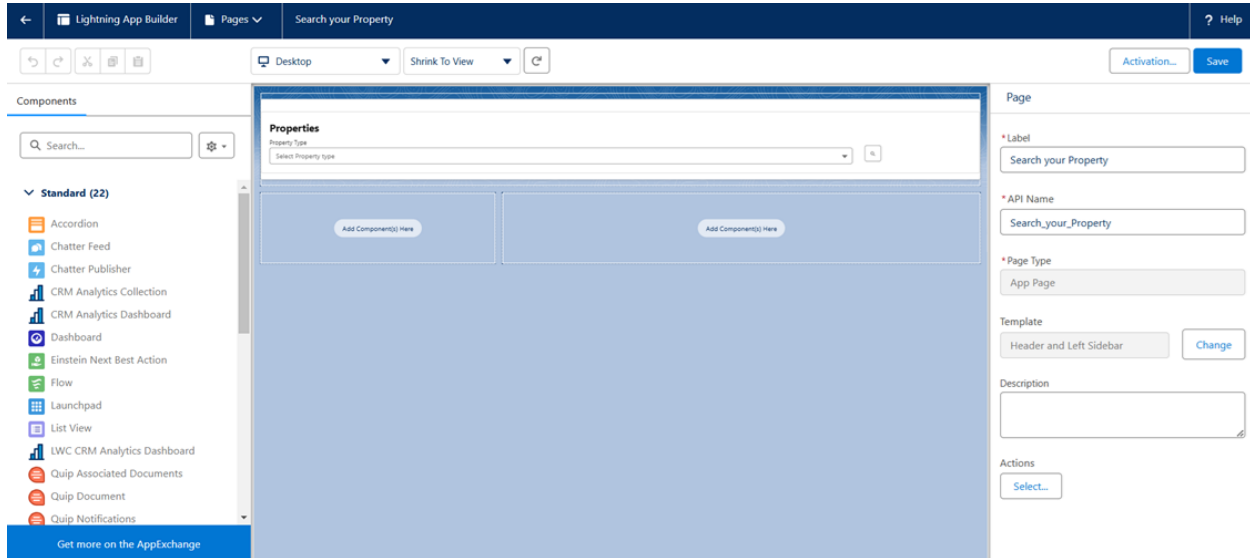 Lightning App Builder
Pages
Search your Property
? Help
Desktop
Shrink To View
Activation...
Save
Components
Search...
Standard (22)
Accordion
Chatter Feed
Chatter Publisher
CRM Analytics Collection
CRM Analytics Dashboard
Dashboard
Einstein Next Best Action
Flow
Launchpad
List View
LWC CRM Analytics Dashboard
Quip Associated Documents
Quip Document
Quip Notifications
Get more on the AppExchange
Properties
Property Type
Select Property type
Add Component(s) Here
Add Component(s) Here
Page
*Label
Search your Property
*API Name
Search_your_Property
*Page Type
App Page
Template
Header and Left Sidebar
Change
Description
Actions
Select...